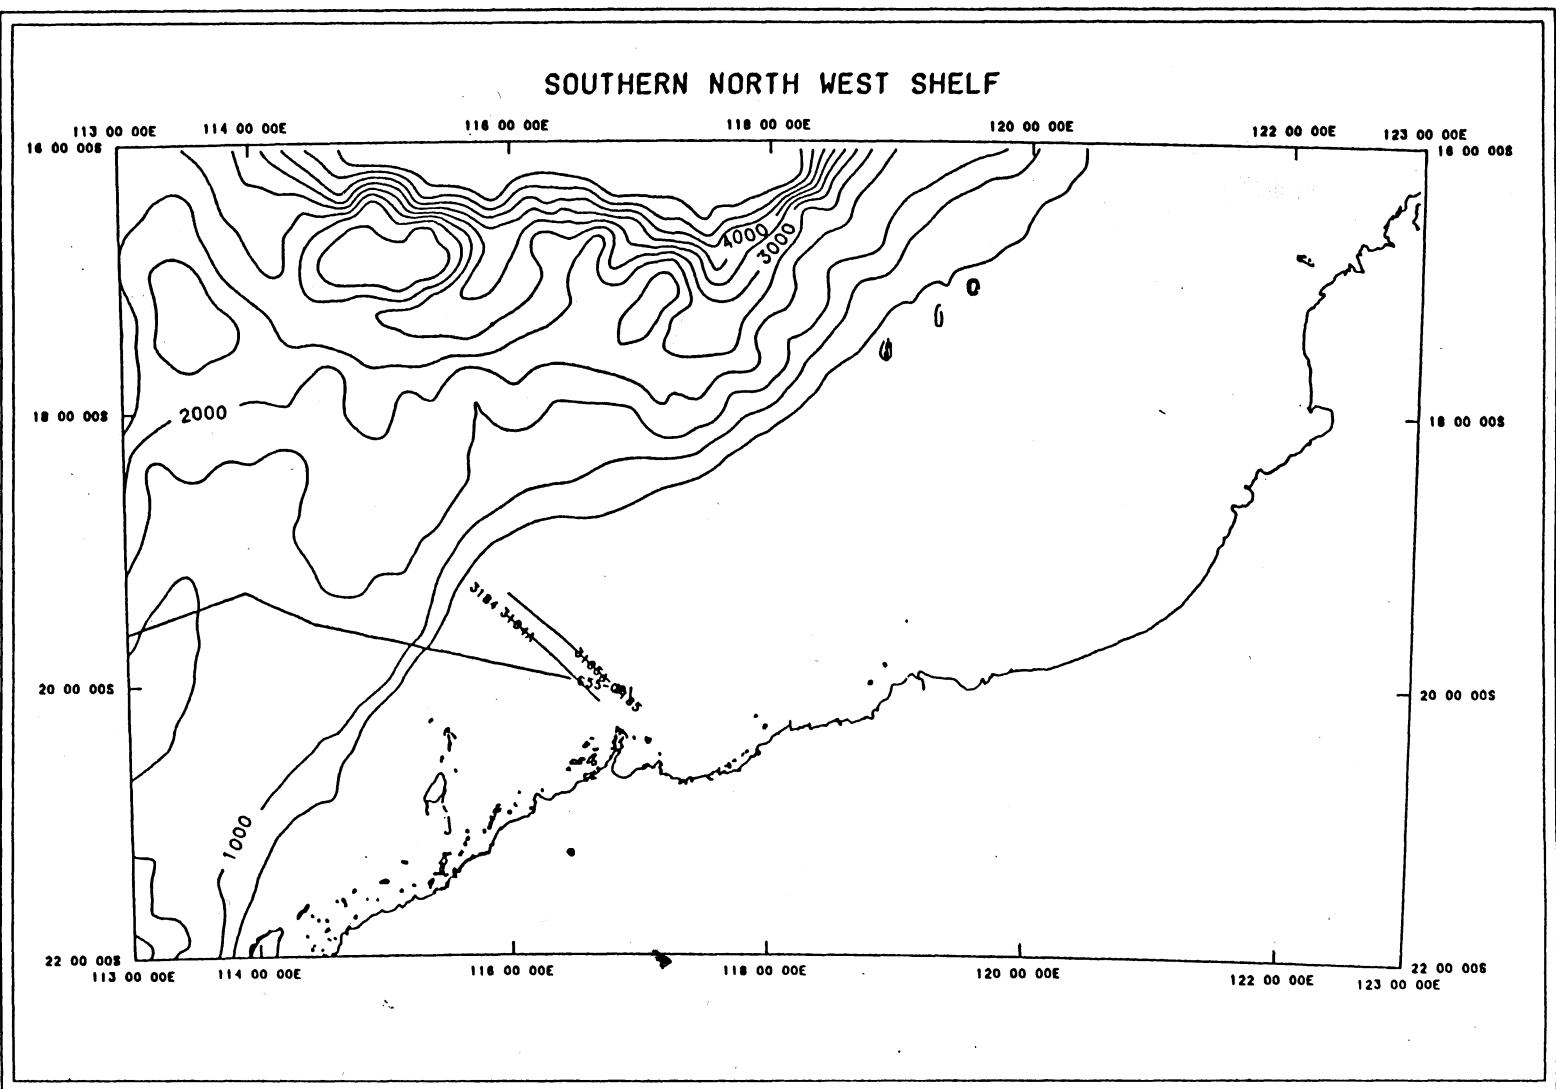 SOUTHERN NORTH WEST SHELF
113 00 00E 114 00 00E 116 00 00E 118 00 00E 120 00 00E 122 00 00E 123 00 00E
16 00 00S 16 00 00S
4000
3000
2000
18 00 00S 18 00 00S
3184 3184A
20 00 00S 20 00 00S
1000
22 00 00S 22 00 00S
113 00 00E 114 00 00E 116 00 00E 118 00 00E 120 00 00E 122 00 00E 123 00 00E